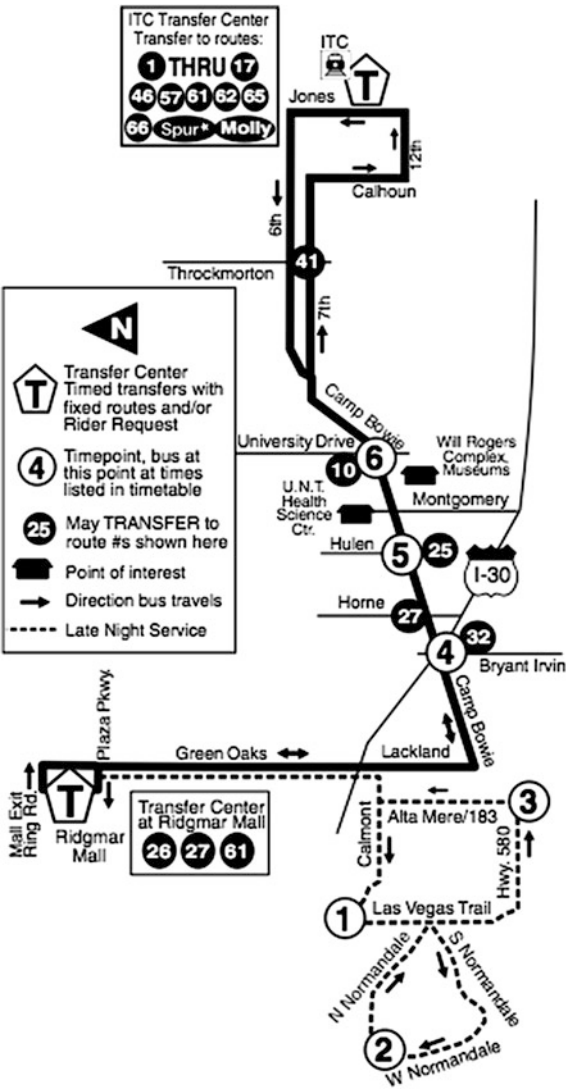 ITC Transfer Center
Transfer to routes:
1 THRU 17
46 57 61 62 65
66 Spur* Molly
ITC
T
Jones
12th
Calhoun
6th
41
Throckmorton
7th
N
T
Transfer Center
Timed transfers with
fixed routes and/or
Rider Request
4
Timepoint, bus at
this point at times
listed in timetable
25
May TRANSFER to
route #s shown here
Point of interest
Direction bus travels
Late Night Service
Camp Bowie
University Drive
6
10
Will Rogers
Complex,
Museums
U.N.T.
Health
Science
Ctr.
Montgomery
Hulen
5
25
I-30
Horne
27
32
4
Bryant Irvin
Camp Bowie
Plaza Pkwy.
Green Oaks
Lackland
Mall Exit
Ring Rd.
T
Ridgmar
Mall
Transfer Center
at Ridgmar Mall
26 27 61
Calmont
Alta Mere/183
3
Hwy. 580
1
Las Vegas Trail
N Normandale
S Normandale
2
W Normandale